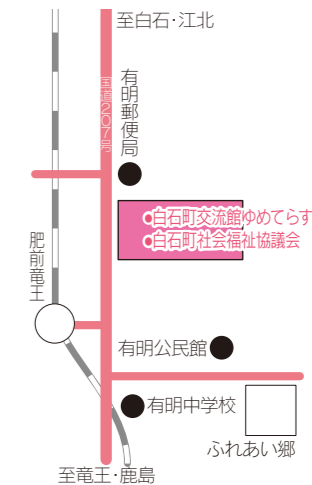 至白石・江北
国道207号
有明郵便局
●白石町交流館ゆめてらす
●白石町社会福祉協議会
肥前竜王
有明公民館
有明中学校
ふれあい郷
至竜王・鹿島